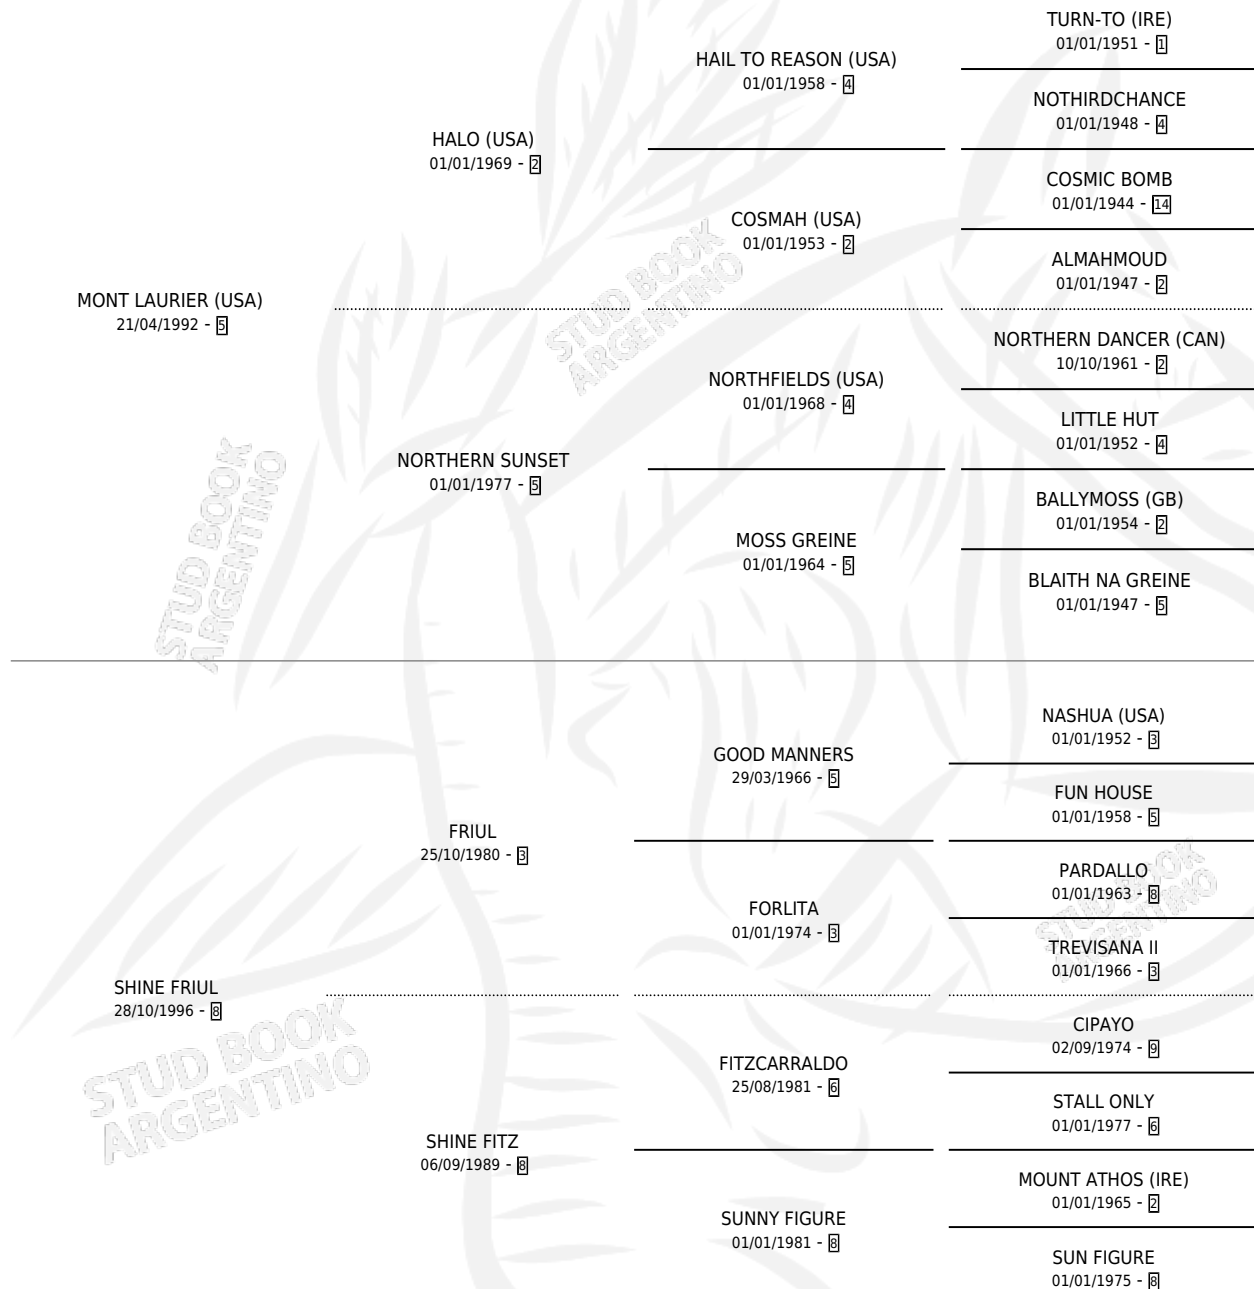 TURN-TO (IRE)
01/01/1951 - 1
HAIL TO REASON (USA)
01/01/1958 - 4
NOTHIRDCHANCE
01/01/1948 - 4
HALO (USA)
01/01/1969 - 2
COSMIC BOMB
01/01/1944 - 14
COSMAH (USA)
01/01/1953 - 2
ALMAHMOUD
01/01/1947 - 2
MONT LAURIER (USA)
21/04/1992 - 5
NORTHERN DANCER (CAN)
10/10/1961 - 2
NORTHFIELDS (USA)
01/01/1968 - 4
LITTLE HUT
01/01/1952 - 4
NORTHERN SUNSET
01/01/1977 - 5
BALLYMOSS (GB)
01/01/1954 - 2
MOSS GREINE
01/01/1964 - 5
BLAITH NA GREINE
01/01/1947 - 5
NASHUA (USA)
01/01/1952 - 3
GOOD MANNERS
29/03/1966 - 5
FUN HOUSE
01/01/1958 - 5
FRIUL
25/10/1980 - 3
PARDALLO
01/01/1963 - 8
FORLITA
01/01/1974 - 3
TREVISANA II
01/01/1966 - 3
SHINE FRIUL
28/10/1996 - 8
CIPAYO
02/09/1974 - 9
FITZCARRALDO
25/08/1981 - 6
STALL ONLY
01/01/1977 - 6
SHINE FITZ
06/09/1989 - 8
MOUNT ATHOS (IRE)
01/01/1965 - 2
SUNNY FIGURE
01/01/1981 - 8
SUN FIGURE
01/01/1975 - 8
STUD BOOK
ARGENTINO
STUD BOOK
ARGENTINO
STUD BOOK
ARGENTINO
STUD BOOK
ARGENTINO